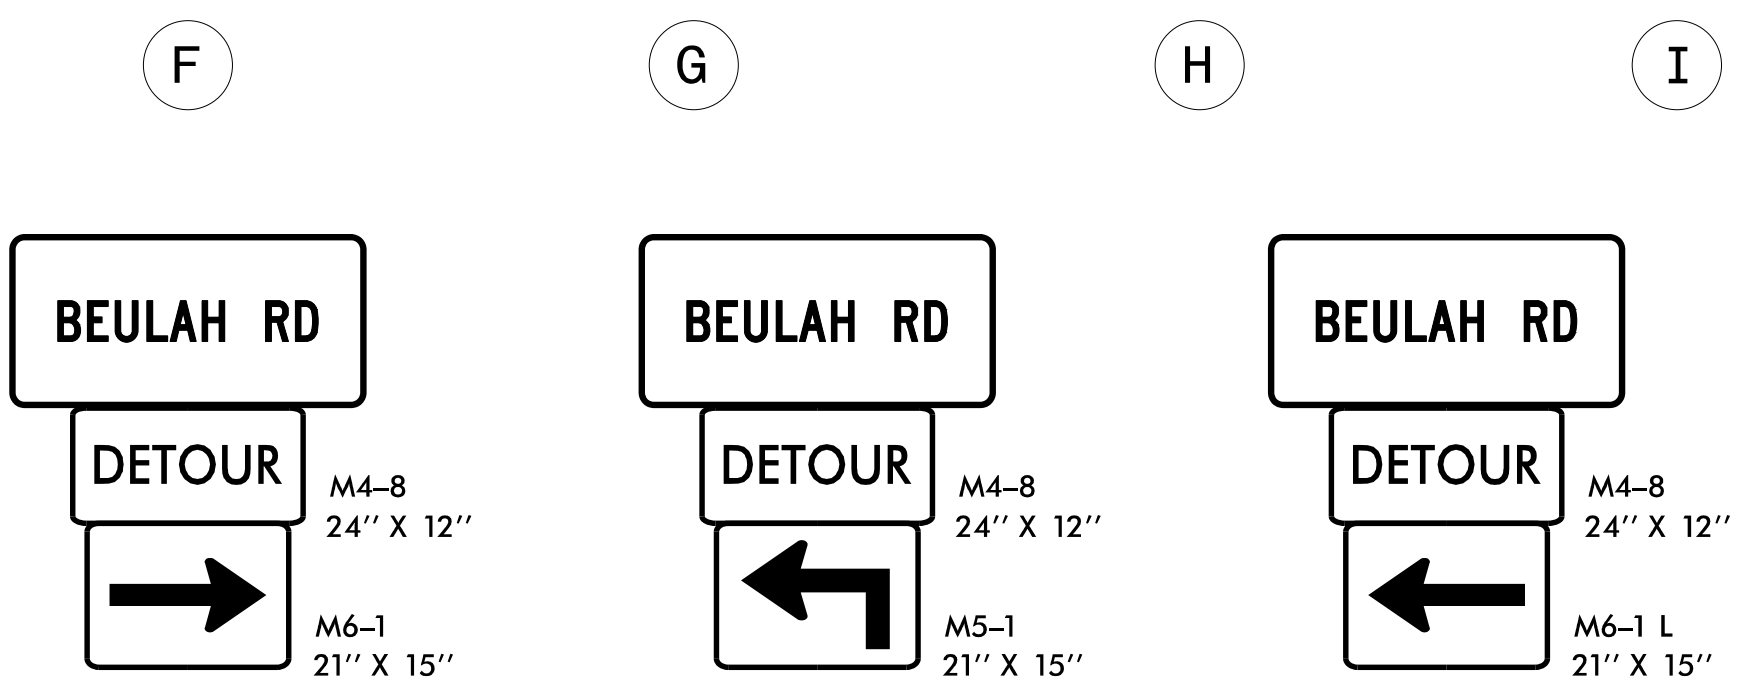 F G H I
BEULAH RD BEULAH RD BEULAH RD
DETOUR DETOUR DETOUR
M4-8 M4-8 M4-8
24'' X 12'' 24'' X 12'' 24'' X 12''
M6-1 M5-1 M6-1 L
21'' X 15'' 21'' X 15'' 21'' X 15''